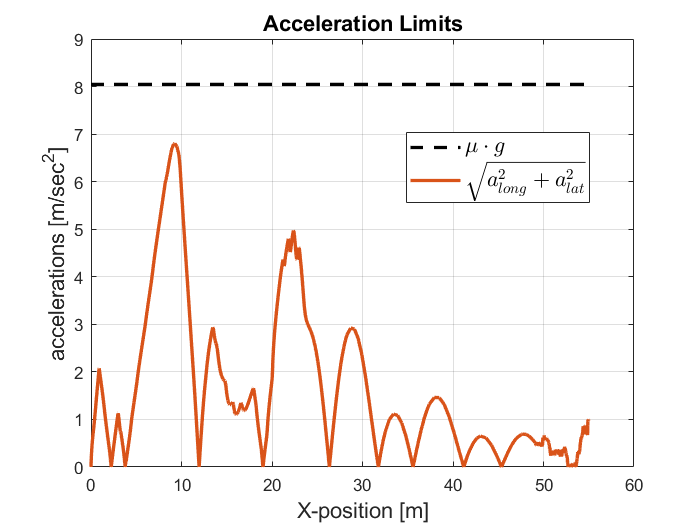 Acceleration Limits
accelerations [m/sec²]
9
8
7
6
5
4
3
2
1
0
μ · g
√(a²_long + a²_lat)
0 10 20 30 40 50 60
X-position [m]